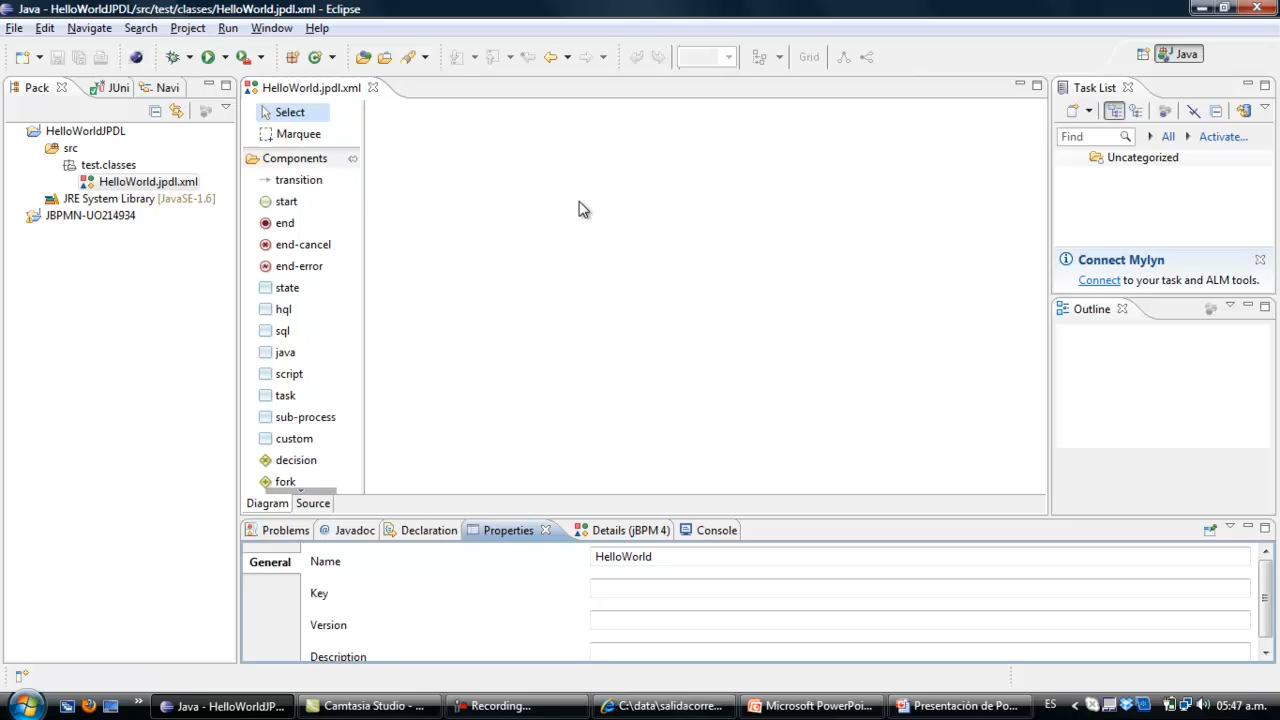 Java - HelloWorldJPDL/src/test/classes/HelloWorld.jpdl.xml - Eclipse
File Edit Navigate Search Project Run Window Help
Grid
Java
Pack
JUni
Navi
HelloWorldJPDL
src
test.classes
HelloWorld.jpdl.xml
JRE System Library [JavaSE-1.6]
JBPMN-UO214934
HelloWorld.jpdl.xml
Select
Marquee
Components
transition
start
end
end-cancel
end-error
state
hql
sql
java
script
task
sub-process
custom
decision
fork
Diagram Source
Task List
Find All Activate...
Uncategorized
Connect Mylyn
Connect to your task and ALM tools.
Outline
Problems @ Javadoc Declaration Properties Details (jBPM 4) Console
General
Name HelloWorld
Key
Version
Description
Java - HelloWorldJP... Camtasia Studio - ... Recording... C:\data\salidacorre... Microsoft PowerPoi... Presentación de Po... ES 05:47 a.m.